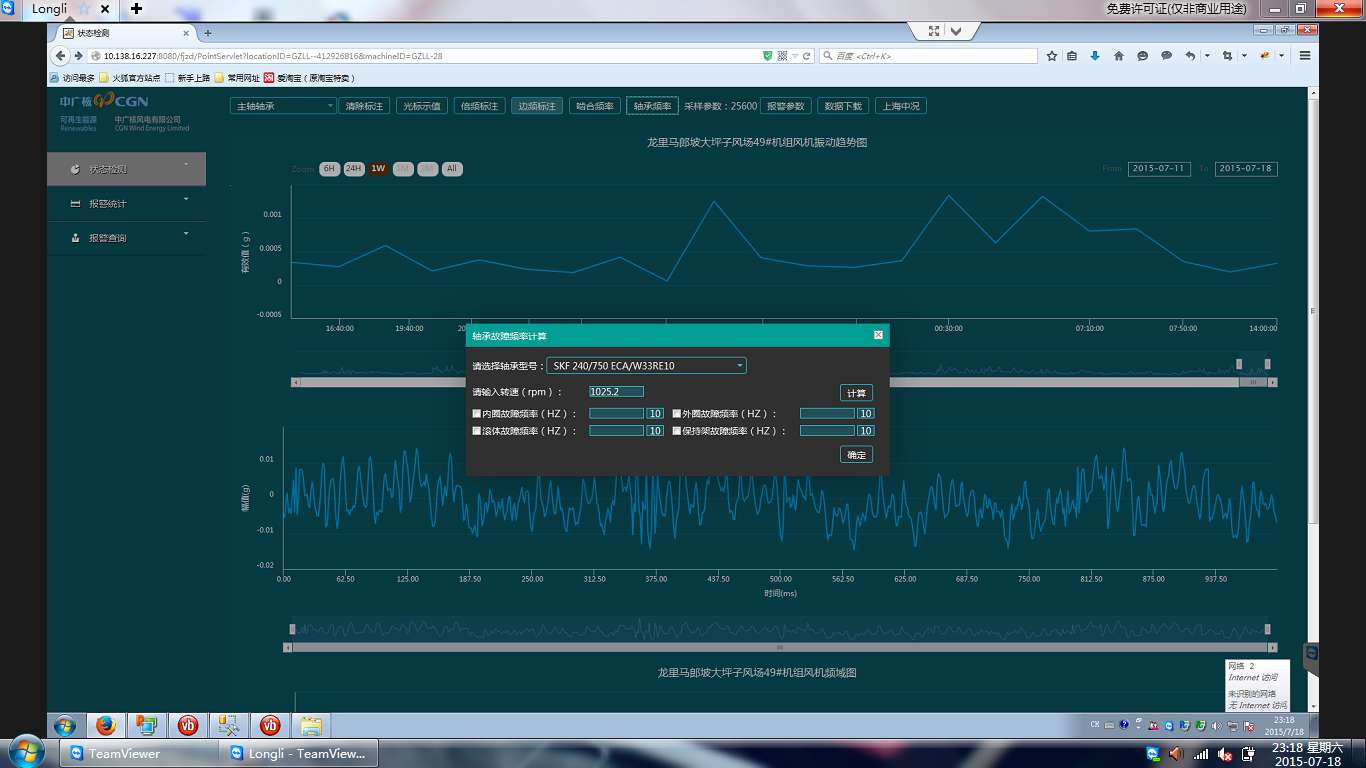 Longli
免费许可证(仅非商业用途)
状态检测
10.138.16.227:8080/fjzd/PointServlet?locationID=GZLL--412926816&machineID=GZLL-28
百度 <Ctrl+K>
访问最多 火狐官方站点 新手上路 常用网址 爱淘宝（原淘宝特卖）
中广核 CGN
可再生能源 中广核风电有限公司
Renewables CGN Wind Energy Limited
主轴轴承 清除标注 光标示值 倍频标注 边频标注 啮合频率 轴承频率 采样参数：25600 报警参数 数据下载 上海中况
状态检测
报警统计
报警查询
龙里马郎坡大坪子风场49#机组风机振动趋势图
Zoom 6H 24H 1W 1M 3M All From 2015-07-11 To 2015-07-18
有效值（g）
0.001
0.0005
0
-0.0005
16:40:00 19:40:00 20 00:30:00 07:10:00 07:50:00 14:00:00
轴承故障频率计算
请选择轴承型号： SKF 240/750 ECA/W33RE10
请输入转速（rpm）： 1025.2 计算
内圈故障频率（HZ）： 10 外圈故障频率（HZ）： 10
滚体故障频率（HZ）： 10 保持架故障频率（HZ）： 10
确定
幅值(g)
0.01
0
-0.01
-0.02
0.00 62.50 125.00 187.50 250.00 312.50 375.00 437.50 500.00 562.50 625.00 687.50 750.00 812.50 875.00 937.50
时间(ms)
龙里马郎坡大坪子风场49#机组风机频域图
网络 2
Internet 访问
未识别的网络
无 Internet 访问
CH
23:18
2015/7/18
TeamViewer
Longli - TeamView...
23:18 星期六
2015-07-18